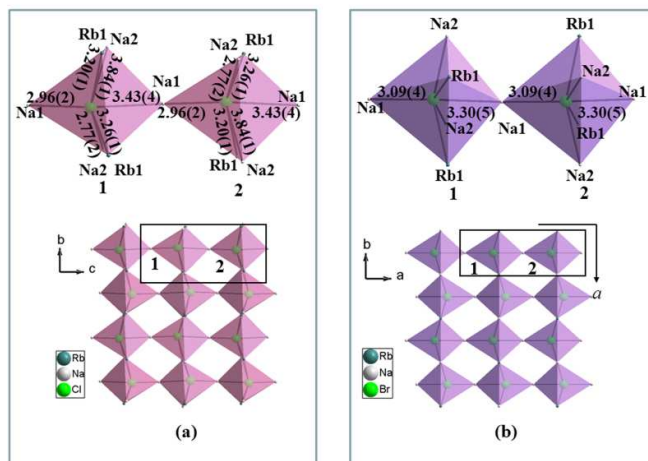 Rb1
Na2
3.20(1)
3.84(1)
2.96(2)
3.43(4)
Na1
Na1
2.77(2)
3.26(1)
Na2
Rb1
1
Na2
Rb1
2.77(2)
3.26(1)
2.96(2)
3.43(4)
Na1
3.20(1)
3.84(1)
Rb1
Na2
2
b
c
1
2
Rb
Na
Cl
(a)
Na2
Rb1
3.09(4)
Na1
3.30(5)
Na2
Na1
Rb1
1
Na2
Na2
3.09(4)
Na1
3.30(5)
Rb1
Na2
2
b
a
1
2
a
Rb
Na
Br
(b)